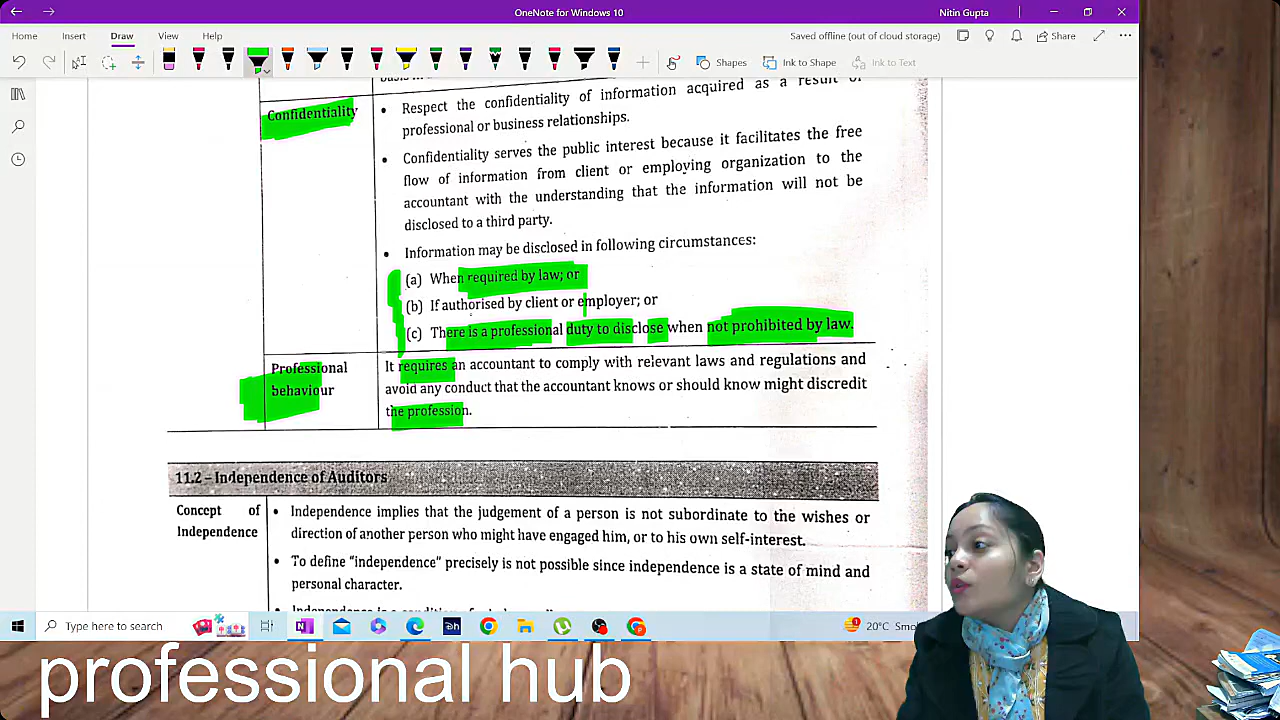 OneNote for Windows 10
Nitin Gupta
Home Insert Draw View Help
Saved offline (out of cloud storage)
Share
Shapes
Ink to Shape
Ink to Text
Confidentiality
• Respect the confidentiality of information acquired as a result of
professional or business relationships.
• Confidentiality serves the public interest because it facilitates the free
flow of information from client or employing organization to the
accountant with the understanding that the information will not be
disclosed to a third party.
• Information may be disclosed in following circumstances:
(a) When required by law; or
(b) If authorised by client or employer; or
(c) There is a professional duty to disclose when not prohibited by law.
Professional
behaviour
It requires an accountant to comply with relevant laws and regulations and
avoid any conduct that the accountant knows or should know might discredit
the profession.
11.2 – Independence of Auditors
Concept of
Independence
• Independence implies that the judgement of a person is not subordinate to the wishes or
direction of another person who might have engaged him, or to his own self-interest.
• To define "independence" precisely is not possible since independence is a state of mind and
personal character.
Type here to search
20°C
professional hub